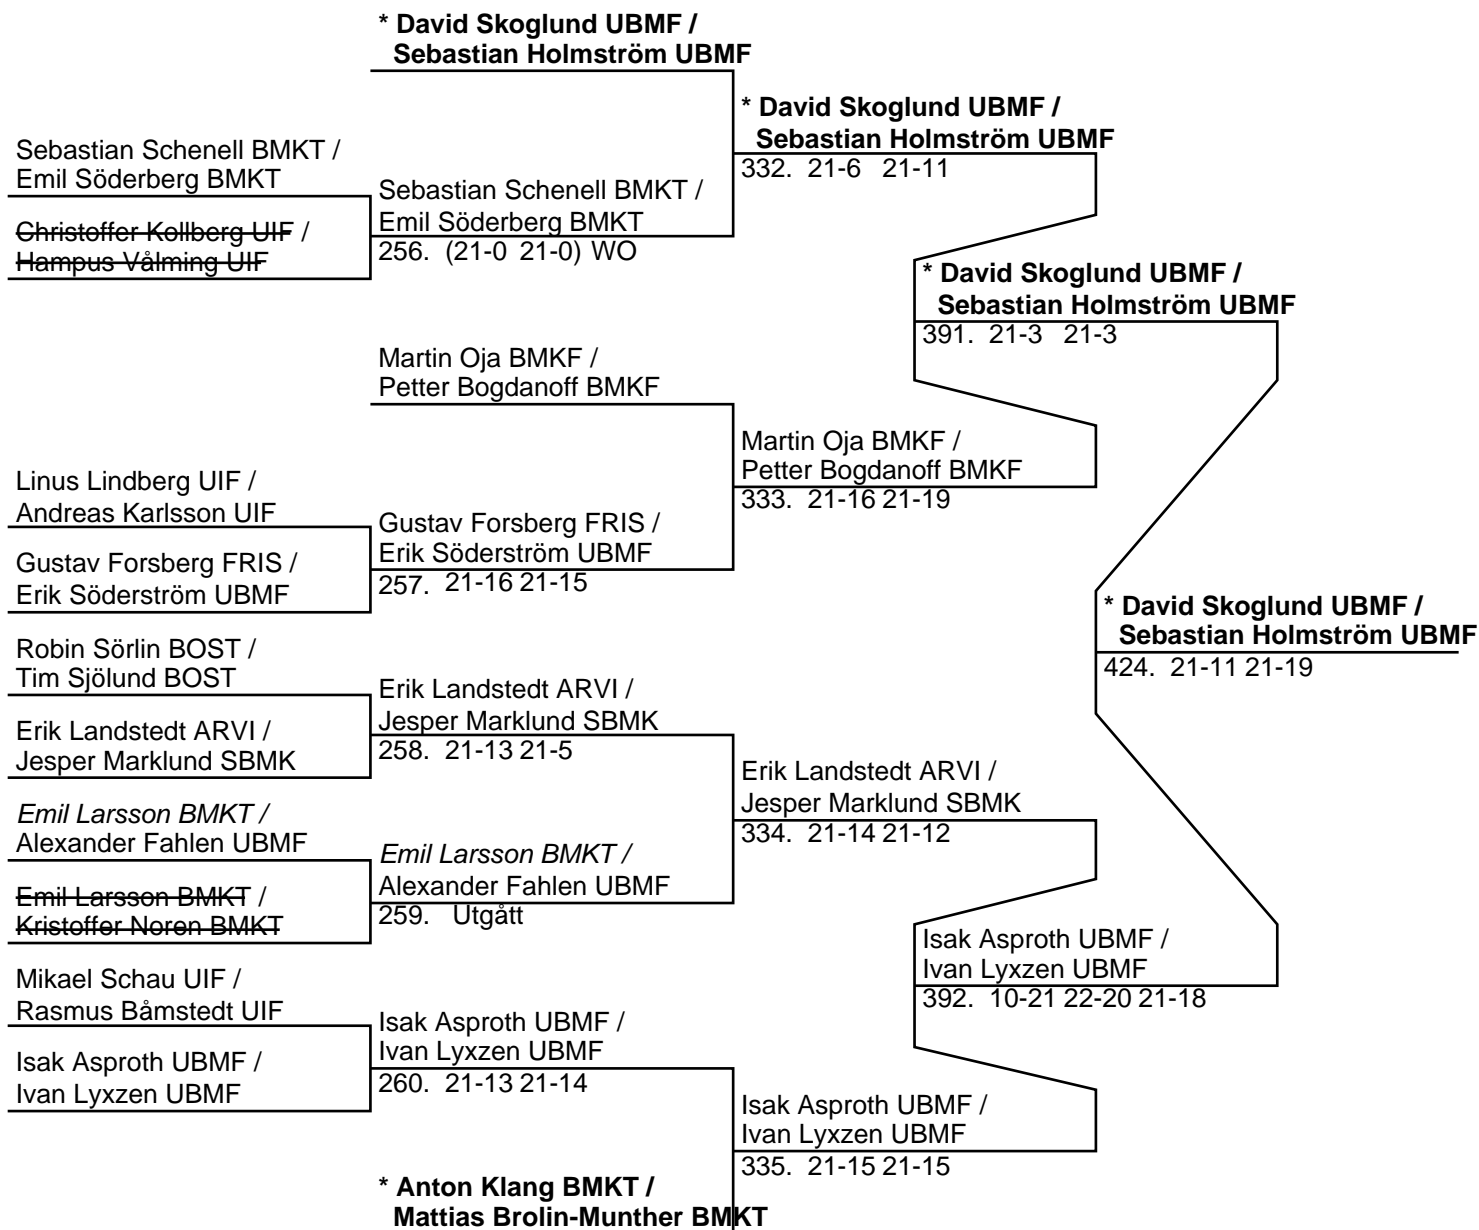 * David Skoglund UBMF /
Sebastian Holmström UBMF
* David Skoglund UBMF /
Sebastian Holmström UBMF
332. 21-6 21-11
Sebastian Schenell BMKT /
Emil Söderberg BMKT
Sebastian Schenell BMKT /
Emil Söderberg BMKT
256. (21-0 21-0) WO
Christoffer Kollberg UIF /
Hampus Vålming UIF
* David Skoglund UBMF /
Sebastian Holmström UBMF
391. 21-3 21-3
Martin Oja BMKF /
Petter Bogdanoff BMKF
Martin Oja BMKF /
Petter Bogdanoff BMKF
333. 21-16 21-19
Linus Lindberg UIF /
Andreas Karlsson UIF
Gustav Forsberg FRIS /
Erik Söderström UBMF
257. 21-16 21-15
Gustav Forsberg FRIS /
Erik Söderström UBMF
* David Skoglund UBMF /
Sebastian Holmström UBMF
424. 21-11 21-19
Robin Sörlin BOST /
Tim Sjölund BOST
Erik Landstedt ARVI /
Jesper Marklund SBMK
258. 21-13 21-5
Erik Landstedt ARVI /
Jesper Marklund SBMK
Erik Landstedt ARVI /
Jesper Marklund SBMK
334. 21-14 21-12
Emil Larsson BMKT /
Alexander Fahlen UBMF
Emil Larsson BMKT /
Alexander Fahlen UBMF
259. Utgått
Emil Larsson BMKT /
Kristoffer Noren BMKT
Isak Asproth UBMF /
Ivan Lyxzen UBMF
392. 10-21 22-20 21-18
Mikael Schau UIF /
Rasmus Båmstedt UIF
Isak Asproth UBMF /
Ivan Lyxzen UBMF
260. 21-13 21-14
Isak Asproth UBMF /
Ivan Lyxzen UBMF
Isak Asproth UBMF /
Ivan Lyxzen UBMF
335. 21-15 21-15
* Anton Klang BMKT /
Mattias Brolin-Munther BMKT